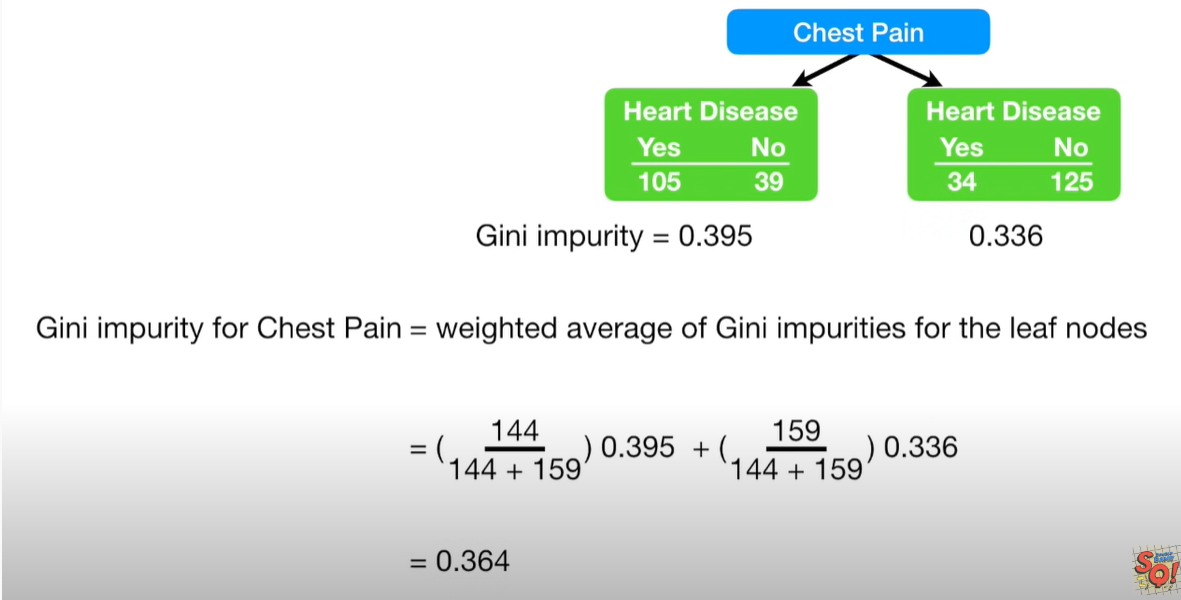 Chest Pain
Heart Disease
Yes No
105 39
Heart Disease
Yes No
34 125
Gini impurity = 0.395
0.336
Gini impurity for Chest Pain = weighted average of Gini impurities for the leaf nodes
= ( 144 / 144 + 159 ) 0.395 + ( 159 / 144 + 159 ) 0.336
= 0.364
SQ!